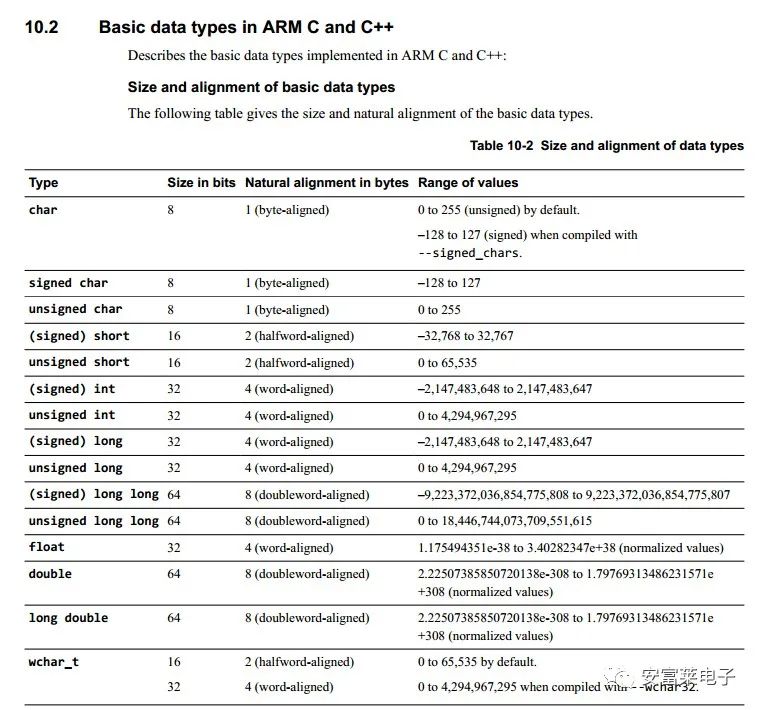 10.2 Basic data types in ARM C and C++
Describes the basic data types implemented in ARM C and C++:
Size and alignment of basic data types
The following table gives the size and natural alignment of the basic data types.
Table 10-2 Size and alignment of data types
Type Size in bits Natural alignment in bytes Range of values
char 8 1 (byte-aligned) 0 to 255 (unsigned) by default.
–128 to 127 (signed) when compiled with
--signed_chars.
signed char 8 1 (byte-aligned) –128 to 127
unsigned char 8 1 (byte-aligned) 0 to 255
(signed) short 16 2 (halfword-aligned) –32,768 to 32,767
unsigned short 16 2 (halfword-aligned) 0 to 65,535
(signed) int 32 4 (word-aligned) –2,147,483,648 to 2,147,483,647
unsigned int 32 4 (word-aligned) 0 to 4,294,967,295
(signed) long 32 4 (word-aligned) –2,147,483,648 to 2,147,483,647
unsigned long 32 4 (word-aligned) 0 to 4,294,967,295
(signed) long long 64 8 (doubleword-aligned) –9,223,372,036,854,775,808 to 9,223,372,036,854,775,807
unsigned long long 64 8 (doubleword-aligned) 0 to 18,446,744,073,709,551,615
float 32 4 (word-aligned) 1.175494351e-38 to 3.40282347e+38 (normalized values)
double 64 8 (doubleword-aligned) 2.22507385850720138e-308 to 1.79769313486231571e
+308 (normalized values)
long double 64 8 (doubleword-aligned) 2.22507385850720138e-308 to 1.79769313486231571e
+308 (normalized values)
wchar_t 16 2 (halfword-aligned) 0 to 65,535 by default.
32 4 (word-aligned) 0 to 4,294,967,295 when compiled with --wchar32.
安富莱电子